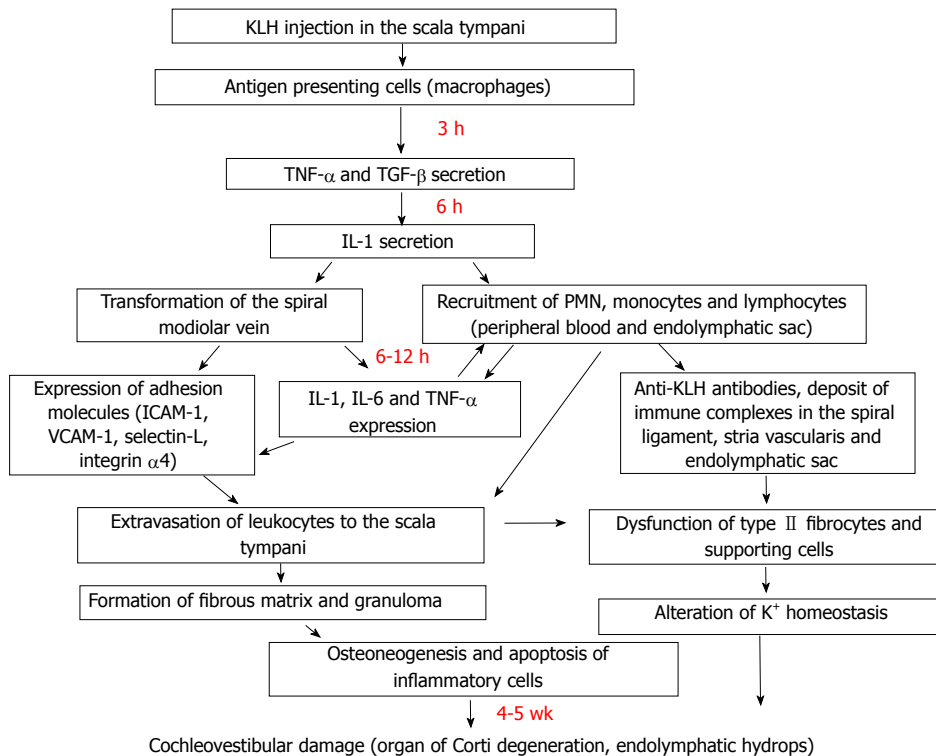 KLH injection in the scala tympani
Antigen presenting cells (macrophages)
3 h
TNF-α and TGF-β secretion
6 h
IL-1 secretion
Transformation of the spiral
modiolar vein
Recruitment of PMN, monocytes and lymphocytes
(peripheral blood and endolymphatic sac)
6-12 h
Expression of adhesion
molecules (ICAM-1,
VCAM-1, selectin-L,
integrin α4)
IL-1, IL-6 and TNF-α
expression
Anti-KLH antibodies, deposit of
immune complexes in the spiral
ligament, stria vascularis and
endolymphatic sac
Extravasation of leukocytes to the scala
tympani
Dysfunction of type Ⅱ fibrocytes and
supporting cells
Formation of fibrous matrix and granuloma
Alteration of K⁺ homeostasis
Osteoneogenesis and apoptosis of
inflammatory cells
4-5 wk
Cochleovestibular damage (organ of Corti degeneration, endolymphatic hydrops)